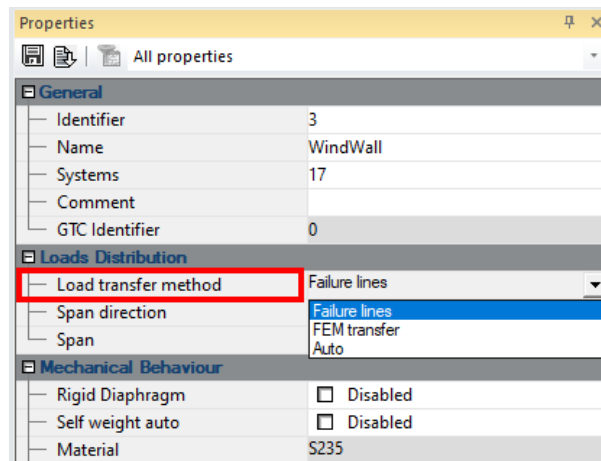 Properties
All properties
General
Identifier 3
Name WindWall
Systems 17
Comment
GTC Identifier 0
Loads Distribution
Load transfer method Failure lines
Span direction Failure lines
FEM transfer
Span Auto
Mechanical Behaviour
Rigid Diaphragm Disabled
Self weight auto Disabled
Material S235